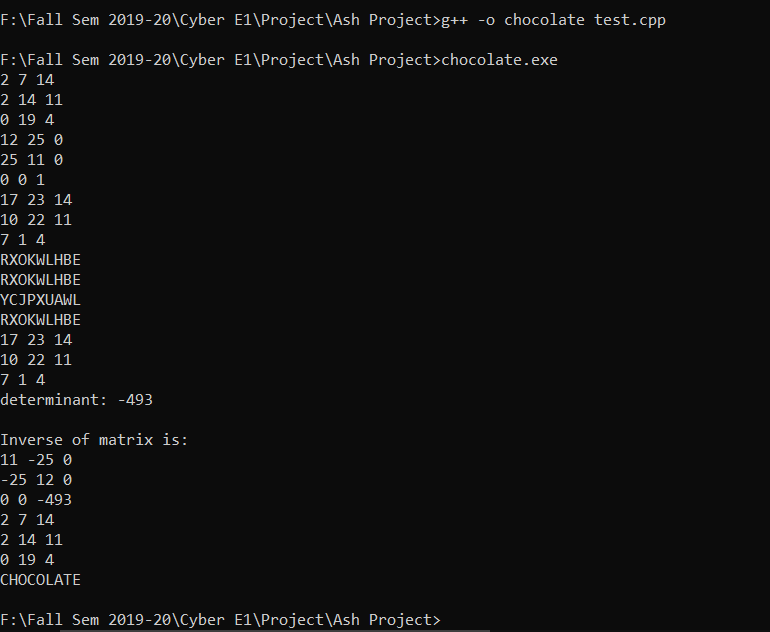 F:\Fall Sem 2019-20\Cyber E1\Project\Ash Project>g++ -o chocolate test.cpp
F:\Fall Sem 2019-20\Cyber E1\Project\Ash Project>chocolate.exe
2 7 14
2 14 11
0 19 4
12 25 0
25 11 0
0 0 1
17 23 14
10 22 11
7 1 4
RXOKWLHBE
RXOKWLHBE
YCJPXUAWL
RXOKWLHBE
17 23 14
10 22 11
7 1 4
determinant: -493
Inverse of matrix is:
11 -25 0
-25 12 0
0 0 -493
2 7 14
2 14 11
0 19 4
CHOCOLATE
F:\Fall Sem 2019-20\Cyber E1\Project\Ash Project>